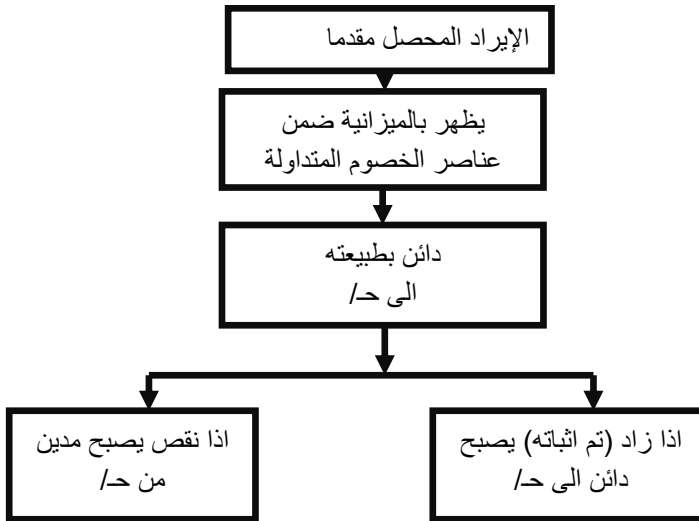 الإيراد المحصل مقدما
يظهر بالميزانية ضمن
عناصر الخصوم المتداولة
دائن بطبيعته
الى حـ/
اذا زاد (تم اثباته) يصبح
دائن الى حـ/
اذا نقص يصبح مدين
من حـ/